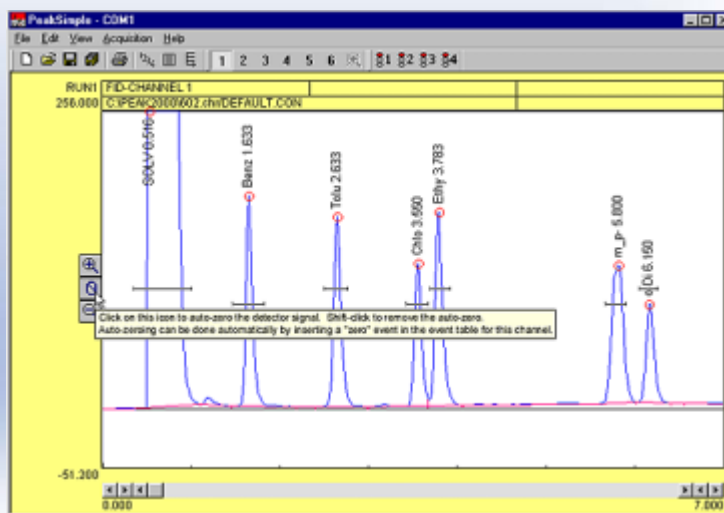 PeakSimple - COM1
File Edit View Acquisition Help
1 2 3 4 5 6 1 2 3 4
RUN1 FID-CHANNEL 1
256.000 C:\PEAK2000\602.chr/DEFAULT.CON
SOLV 0.516
Benz 1.633
Tolu 2.633
Chlo 3.550
Ethy 3.783
m_p- 5.800
o Di 6.150
Click on this icon to auto-zero the detector signal. Shift-click to remove the auto-zero.
Auto-zeroing can be done automatically by inserting a "zero" event in the event table for this channel.
-51.200
0.000 7.000